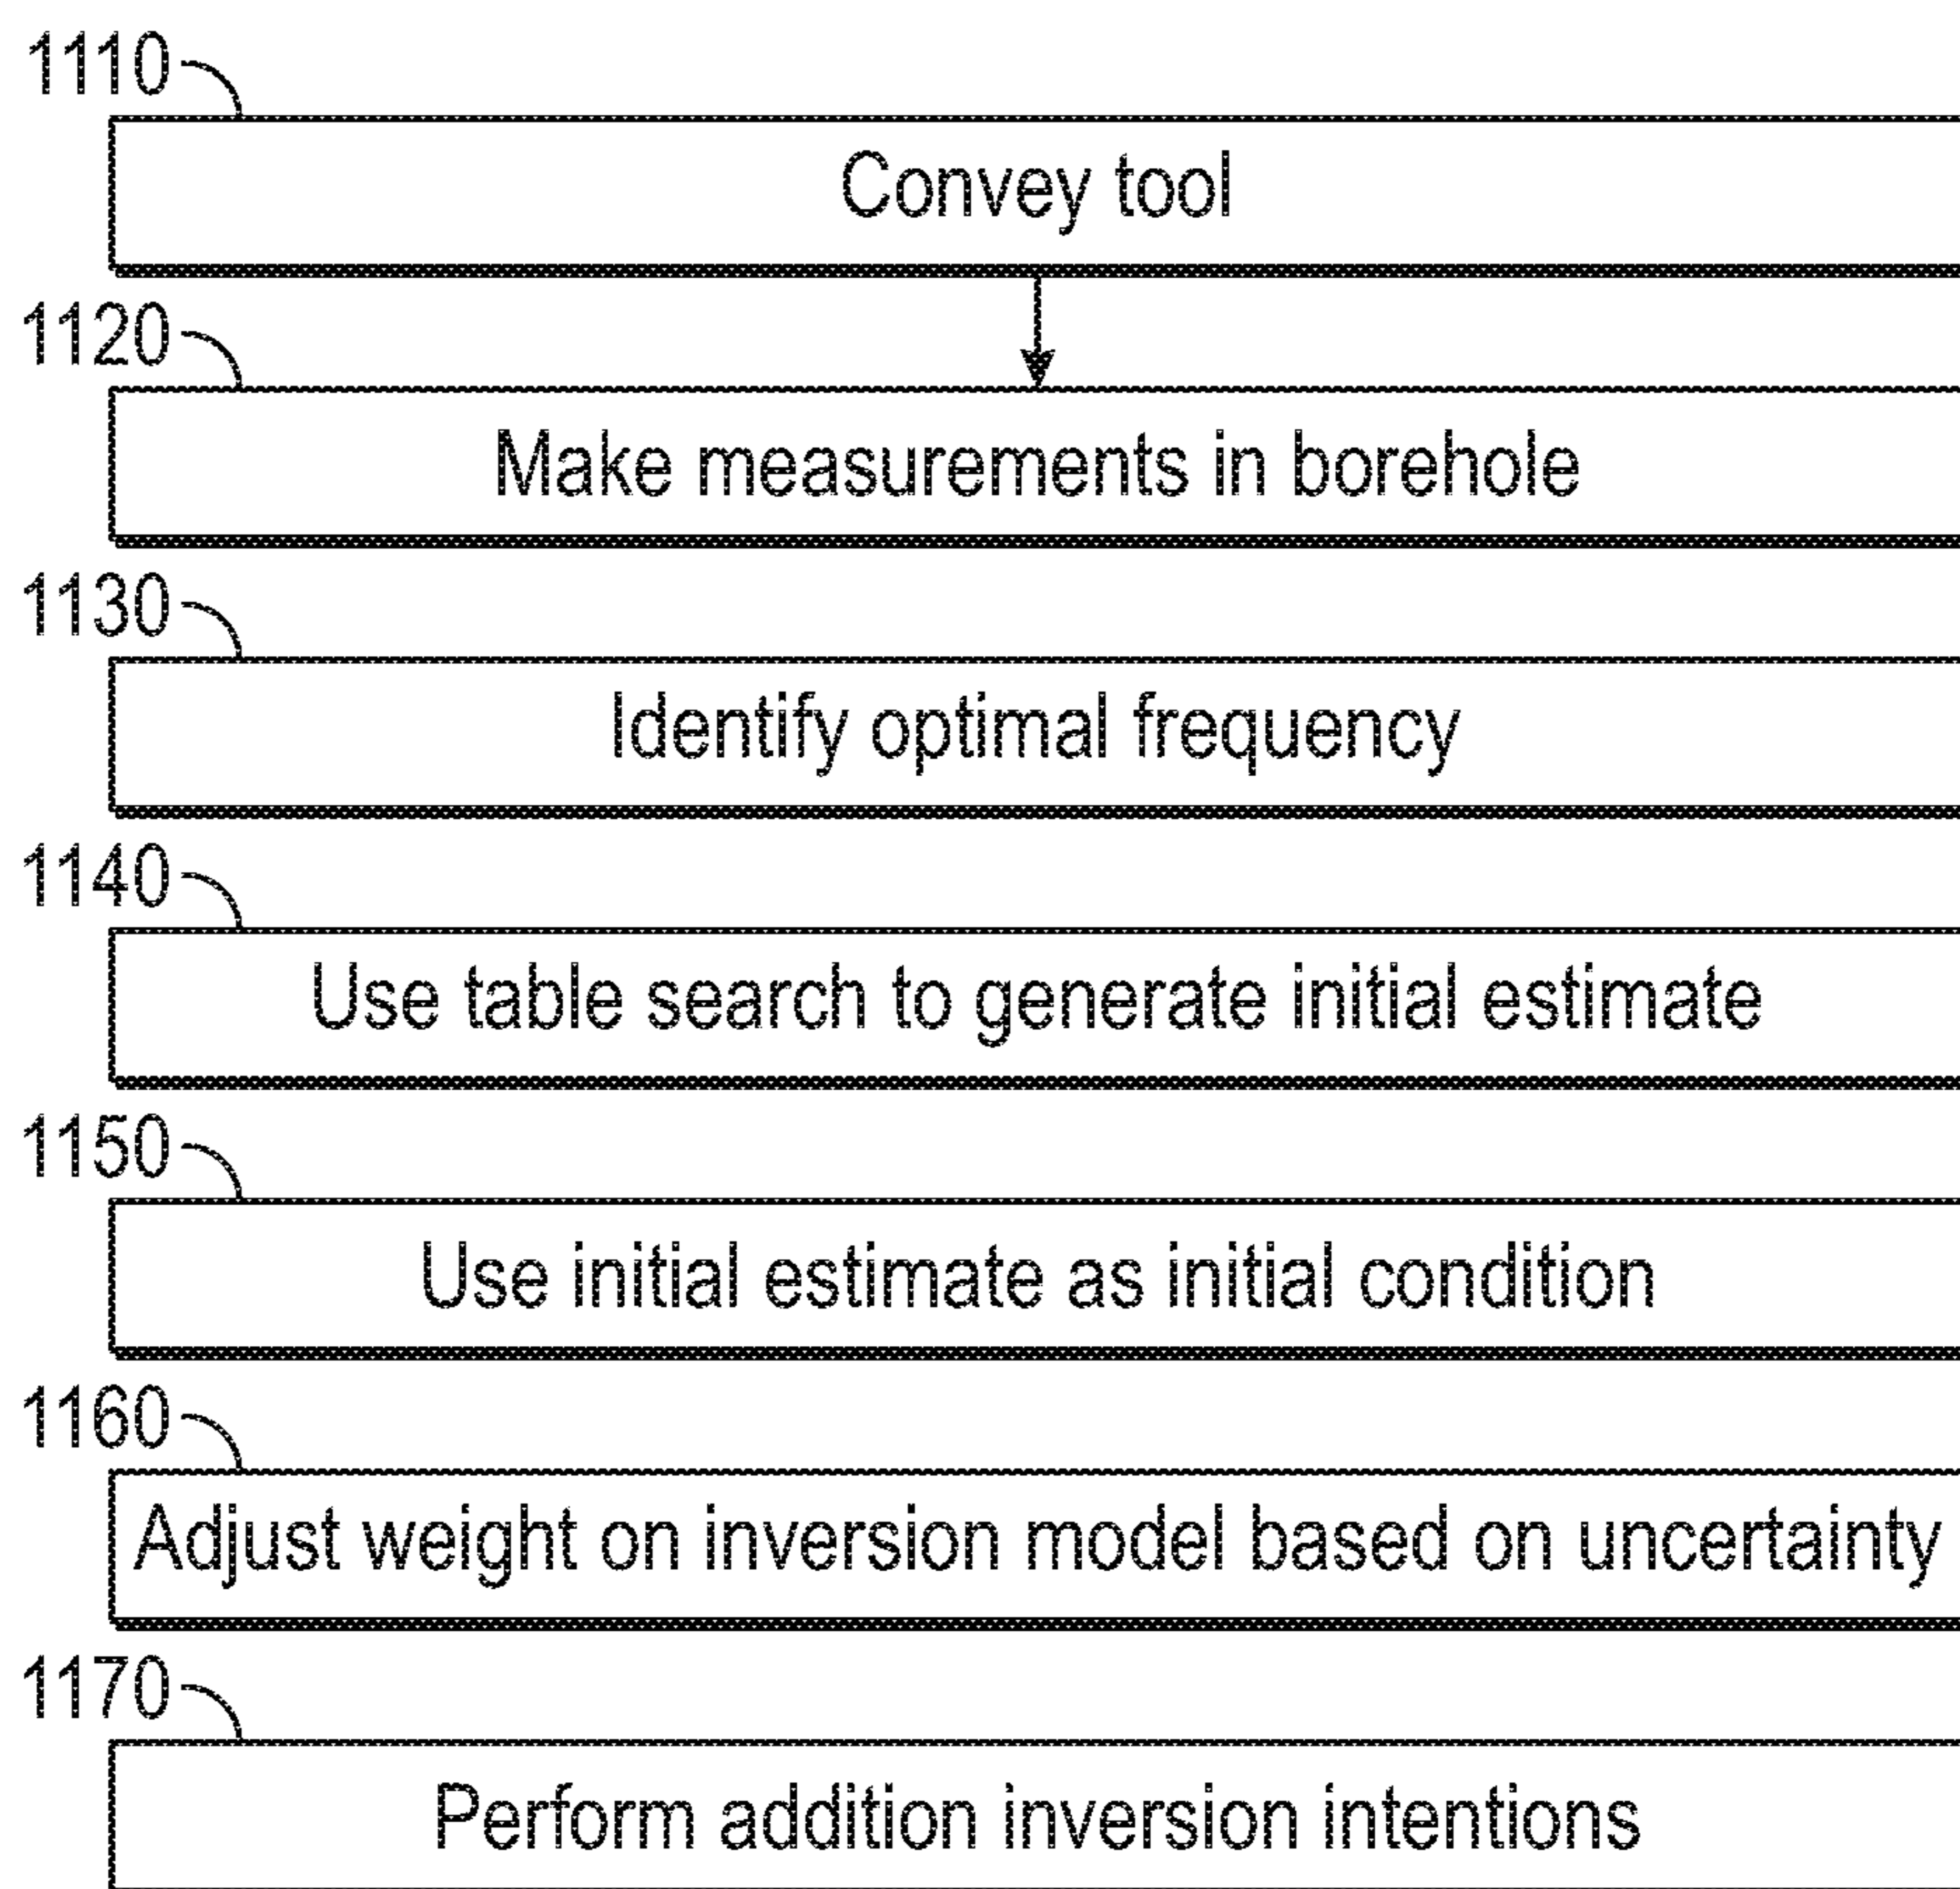 1110
Convey tool
1120
Make measurements in borehole
1130
Identify optimal frequency
1140
Use table search to generate initial estimate
1150
Use initial estimate as initial condition
1160
Adjust weight on inversion model based on uncertainty
1170
Perform addition inversion intentions